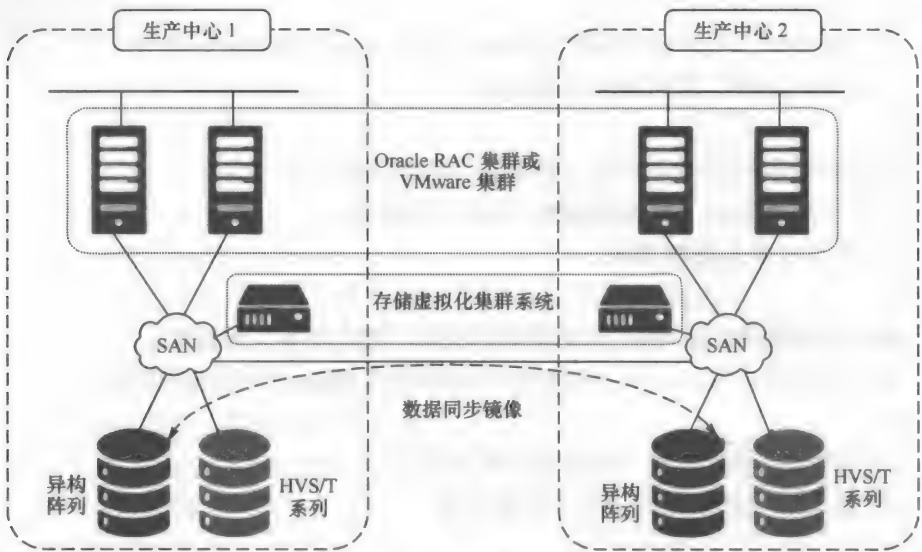 生产中心 1
生产中心 2
Oracle RAC 集群或
VMware 集群
存储虚拟化集群系统
SAN
SAN
数据同步镜像
异构
阵列
HVS/T
系列
异构
阵列
HVS/T
系列